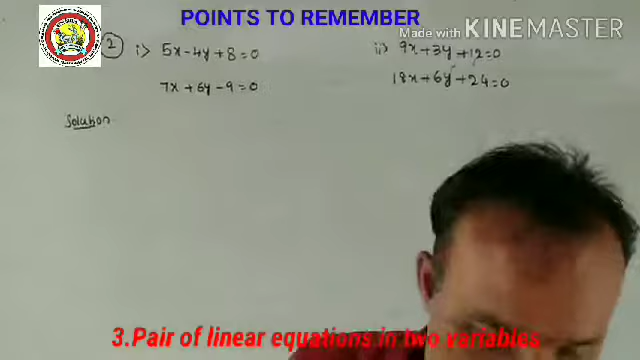 POINTS TO REMEMBER
Made with KINEMASTER
② i> 5x-4y+8=0
7x+6y-9=0
ii> 9x+3y+12=0
18x+6y+24=0
Solution
3.Pair of linear equations in two variables